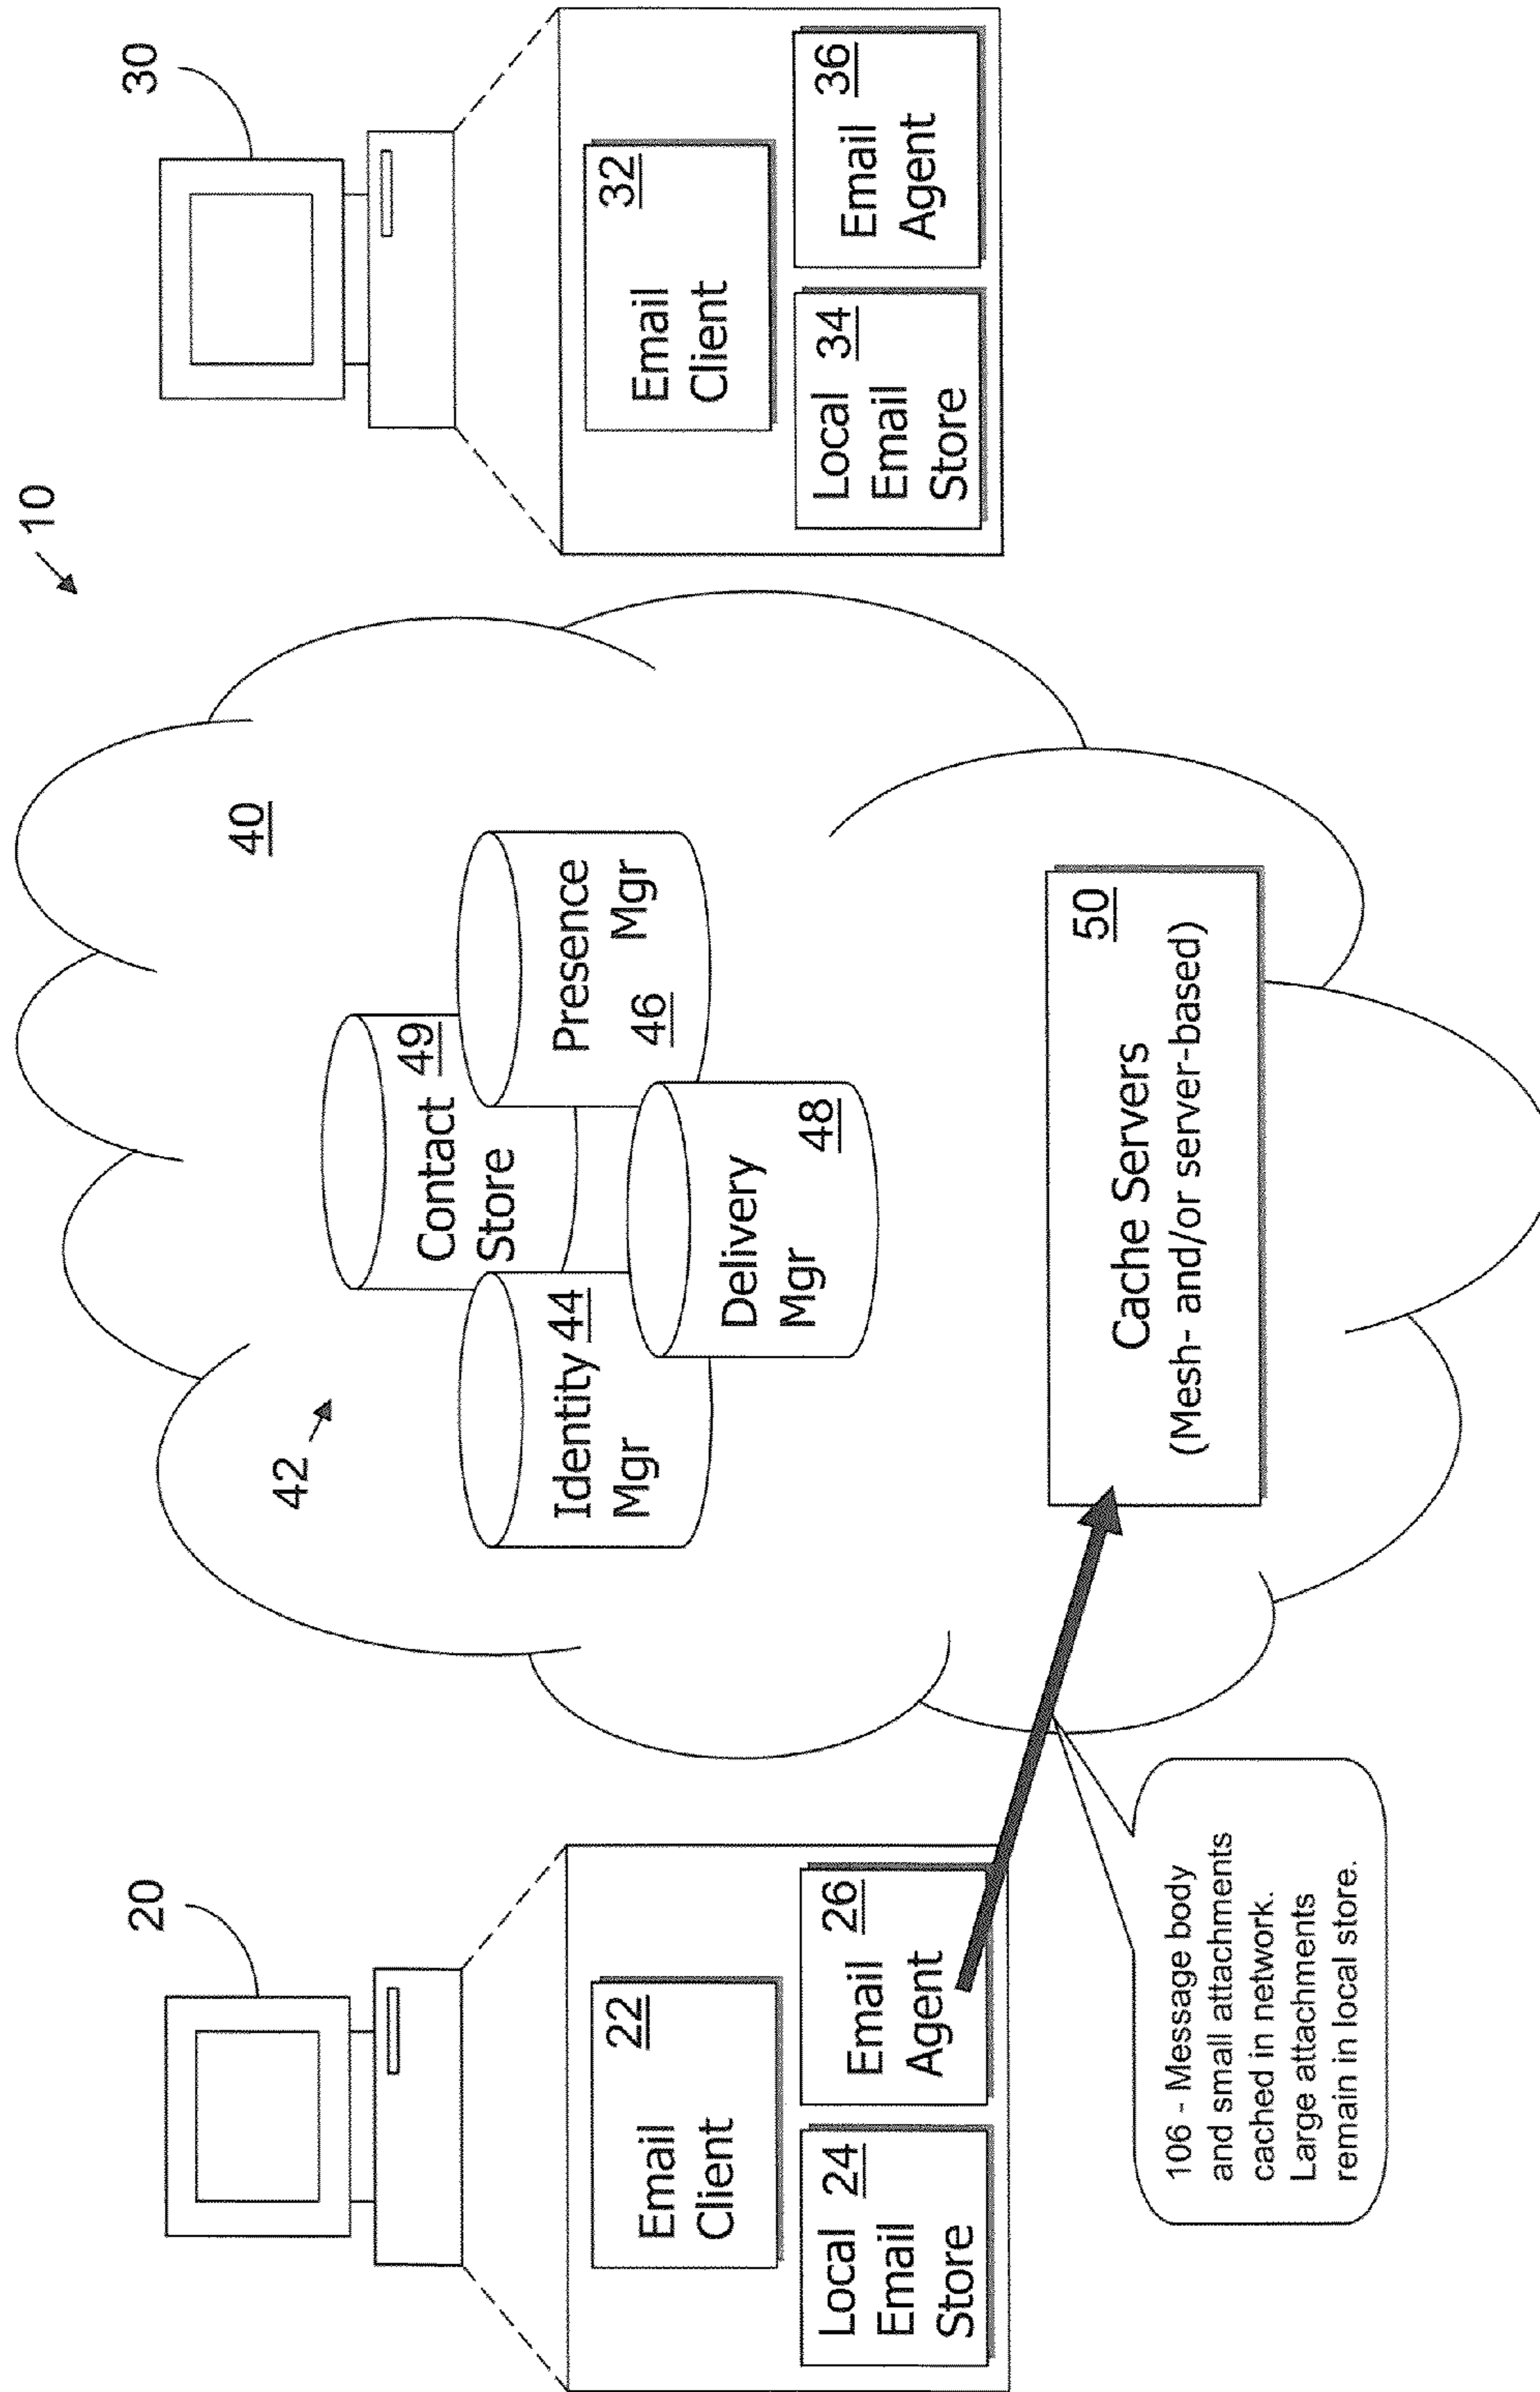 10
20
Email
Client
22
Local 24
Email
Store
Email 26
Agent
106 - Message body
and small attachments
cached in network.
Large attachments
remain in local store.
42
40
Identity 44
Mgr
Contact 49
Store
Presence
46 Mgr
Delivery
Mgr 48
50
Cache Servers
(Mesh- and/or server-based)
30
Email
Client
32
Local 34
Email
Store
Email 36
Agent